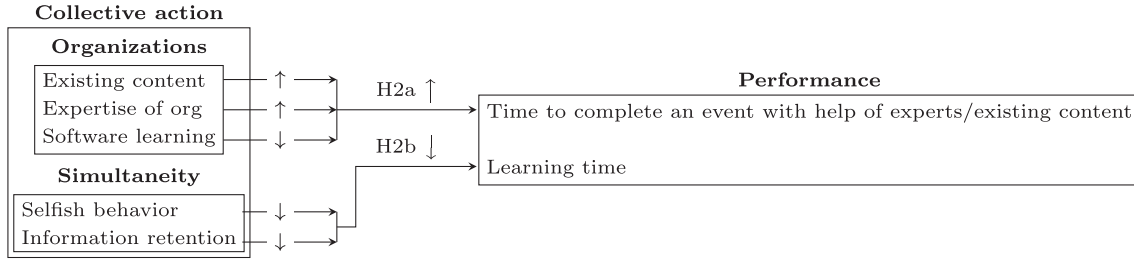 Collective action
Organizations
Existing content ↑
Expertise of org ↑
Software learning ↓
H2a ↑
H2b ↓
Simultaneity
Selfish behavior ↓
Information retention ↓
Performance
Time to complete an event with help of experts/existing content
Learning time